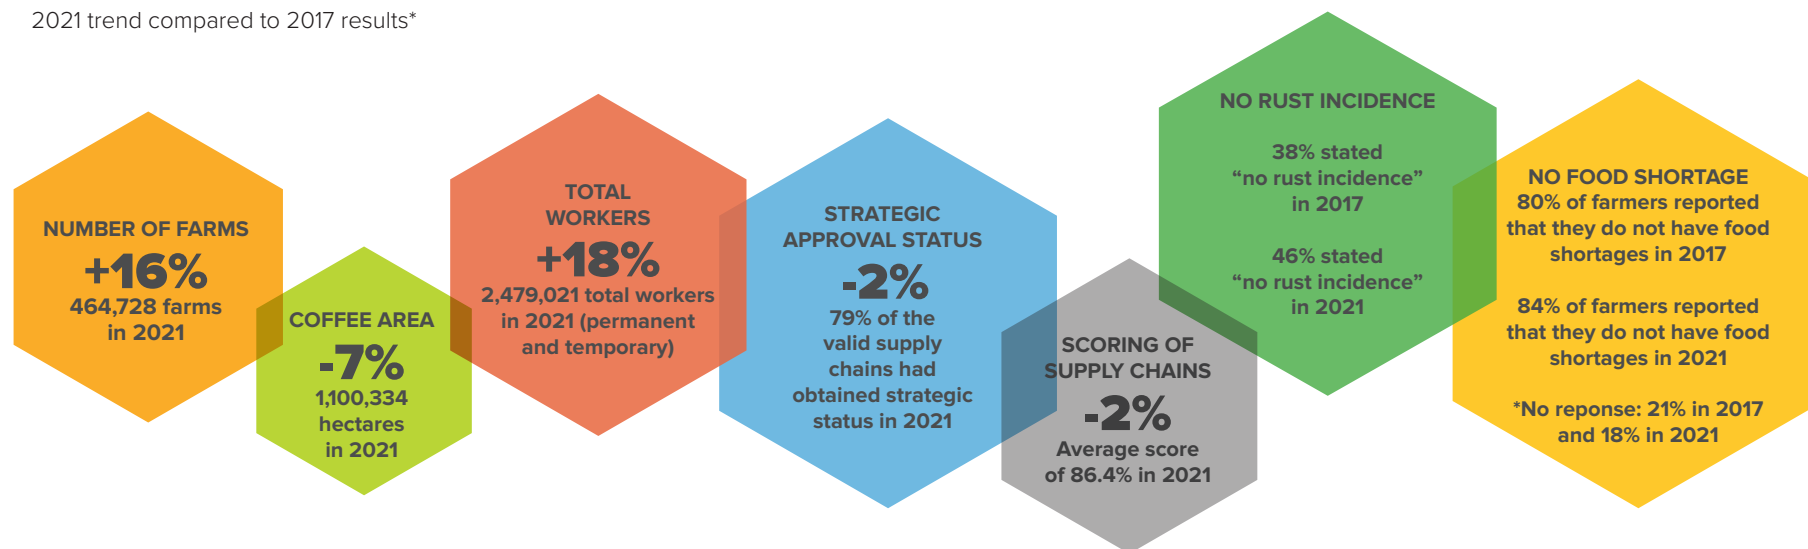 2021 trend compared to 2017 results*
NUMBER OF FARMS
+16%
464,728 farms
in 2021
COFFEE AREA
-7%
1,100,334
hectares
in 2021
TOTAL
WORKERS
+18%
2,479,021 total workers
in 2021 (permanent
and temporary)
STRATEGIC
APPROVAL STATUS
-2%
79% of the
valid supply
chains had
obtained strategic
status in 2021
SCORING OF
SUPPLY CHAINS
-2%
Average score
of 86.4% in 2021
NO RUST INCIDENCE
38% stated
“no rust incidence”
in 2017
46% stated
“no rust incidence”
in 2021
NO FOOD SHORTAGE
80% of farmers reported
that they do not have food
shortages in 2017
84% of farmers reported
that they do not have food
shortages in 2021
*No reponse: 21% in 2017
and 18% in 2021